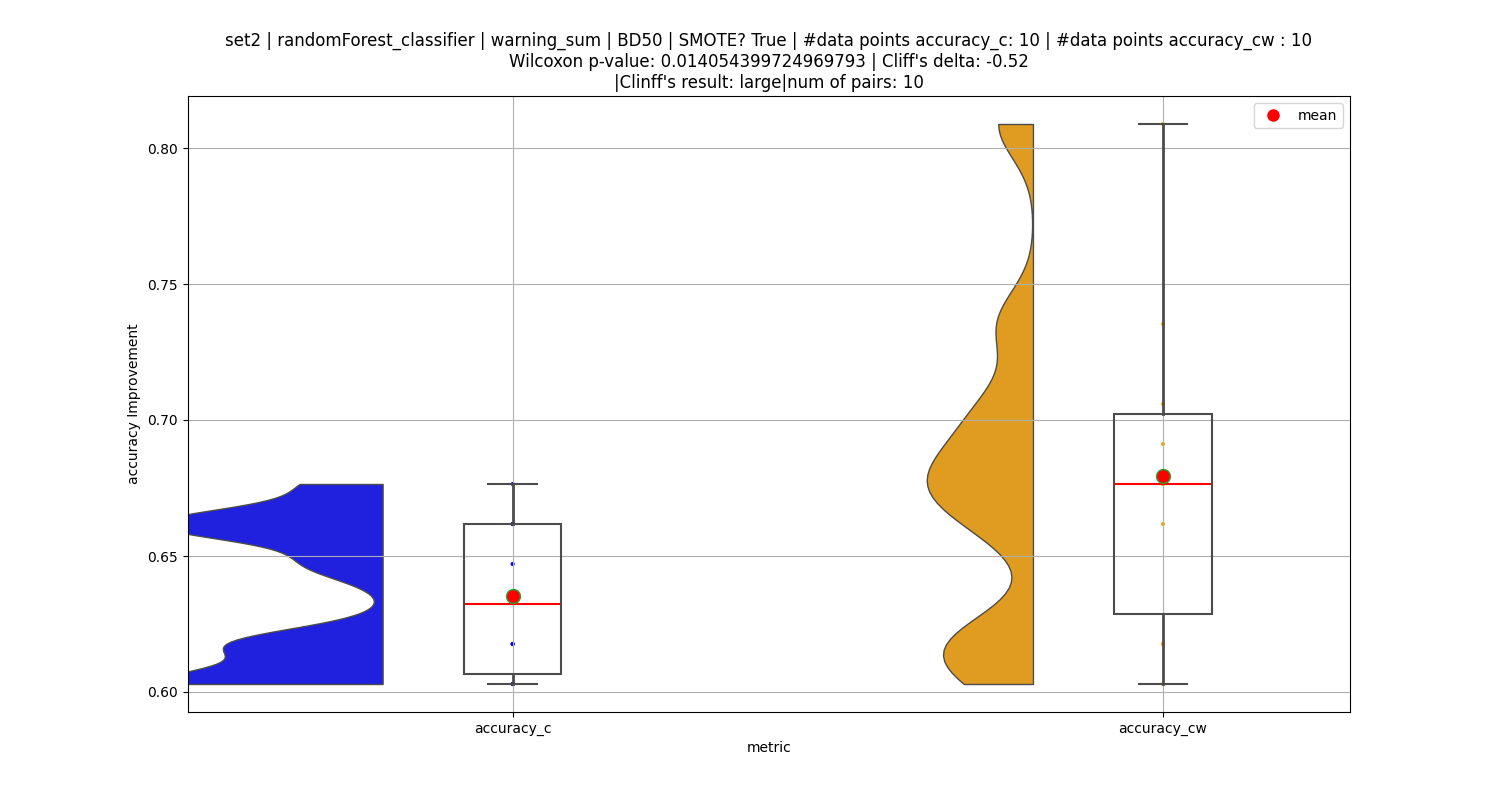 set2 | randomForest_classifier | warning_sum | BD50 | SMOTE? True | #data points accuracy_c: 10 | #data points accuracy_cw : 10
Wilcoxon p-value: 0.014054399724969793 | Cliff's delta: -0.52
|Clinff's result: large|num of pairs: 10
mean
accuracy Improvement
0.80
0.75
0.70
0.65
0.60
accuracy_c
accuracy_cw
metric